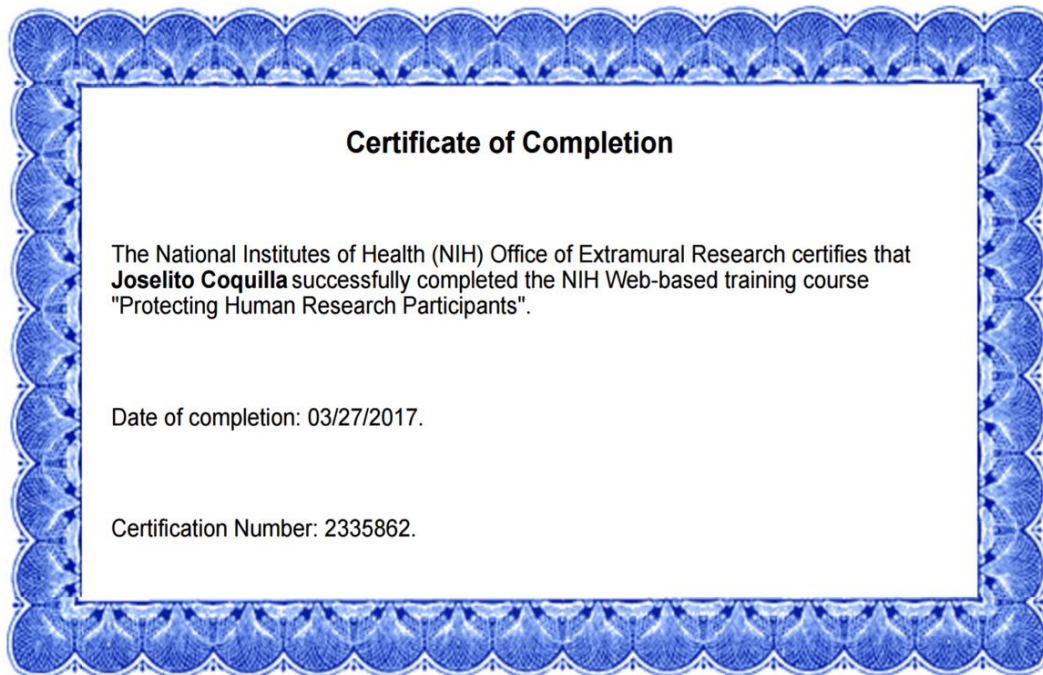 Certificate of Completion
The National Institutes of Health (NIH) Office of Extramural Research certifies that
Joselito Coquilla successfully completed the NIH Web-based training course
"Protecting Human Research Participants".
Date of completion: 03/27/2017.
Certification Number: 2335862.